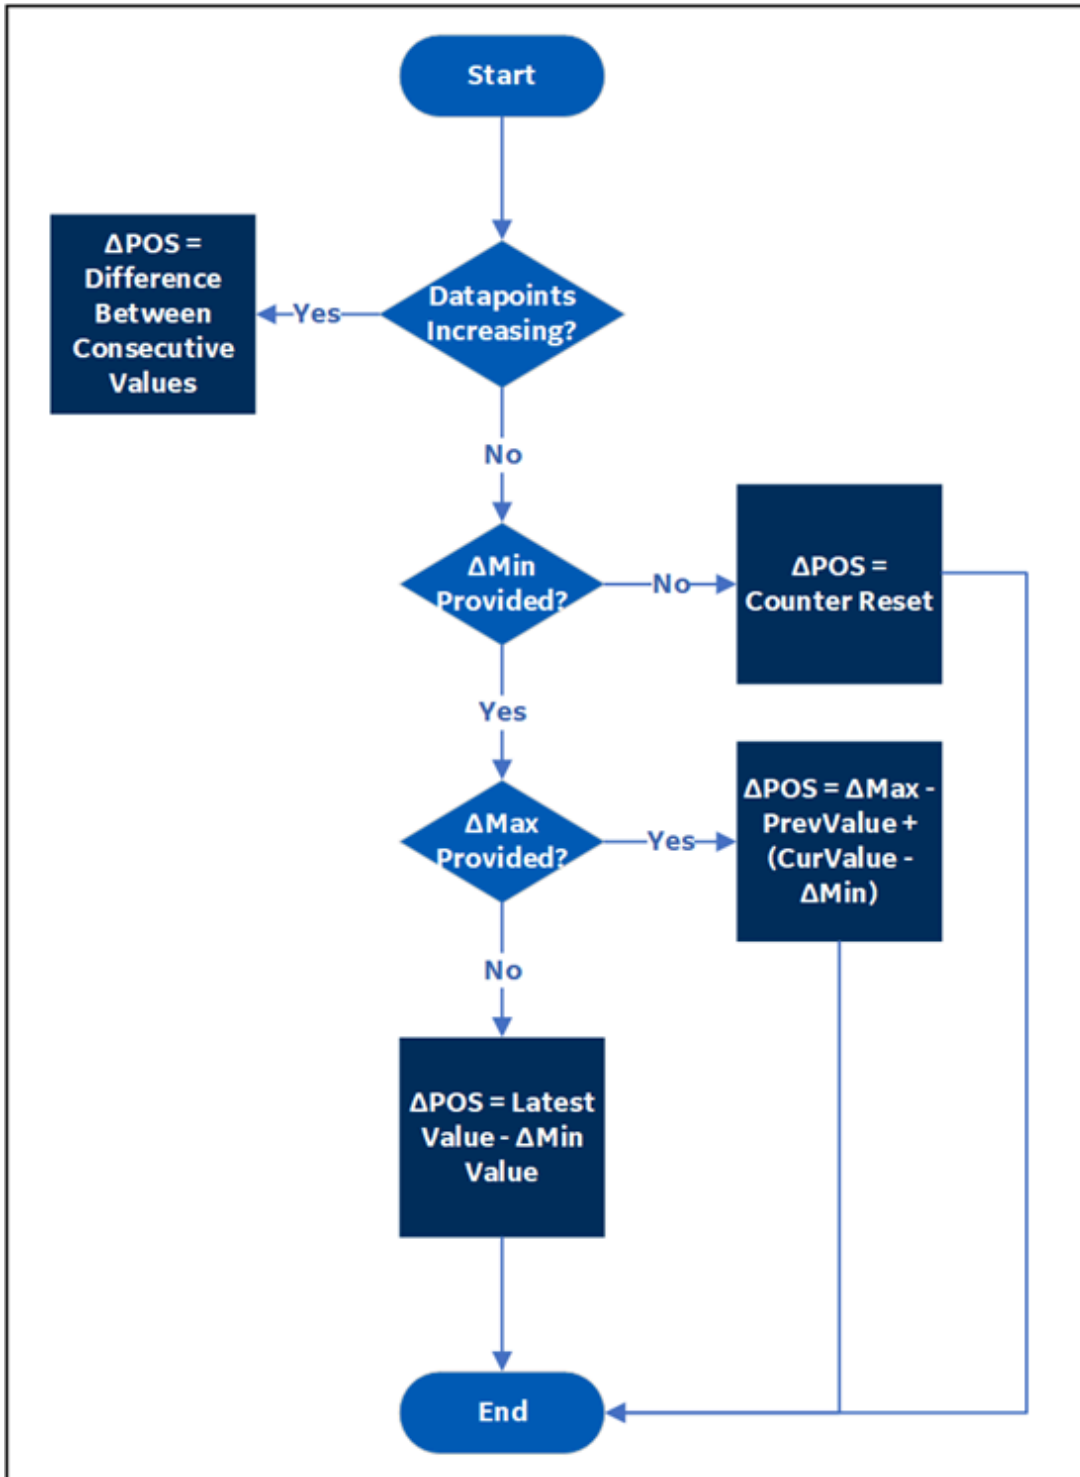 Start
Datapoints
Increasing?
Yes
ΔPOS =
Difference
Between
Consecutive
Values
No
ΔMin
Provided?
No
ΔPOS =
Counter Reset
Yes
ΔMax
Provided?
Yes
ΔPOS = ΔMax -
PrevValue +
(CurValue -
ΔMin)
No
ΔPOS = Latest
Value - ΔMin
Value
End